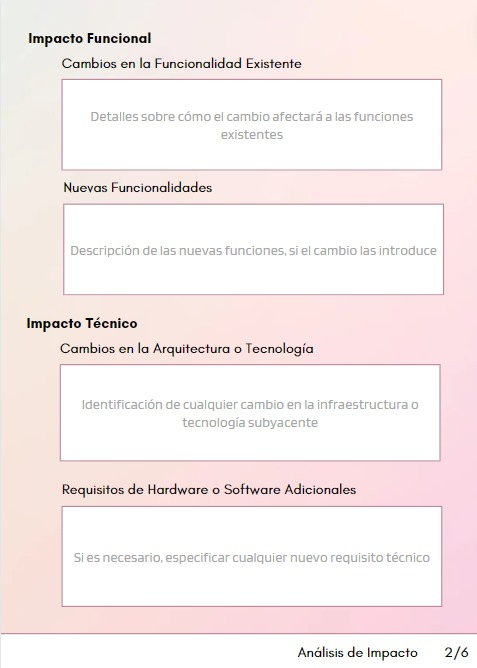 Impacto Funcional
Cambios en la Funcionalidad Existente
Detalles sobre cómo el cambio afectará a las funciones
existentes
Nuevas Funcionalidades
Descripción de las nuevas funciones, si el cambio las introduce
Impacto Técnico
Cambios en la Arquitectura o Tecnología
Identificación de cualquier cambio en la infraestructura o
tecnología subyacente
Requisitos de Hardware o Software Adicionales
Si es necesario, especificar cualquier nuevo requisito técnico
Análisis de Impacto 2/6